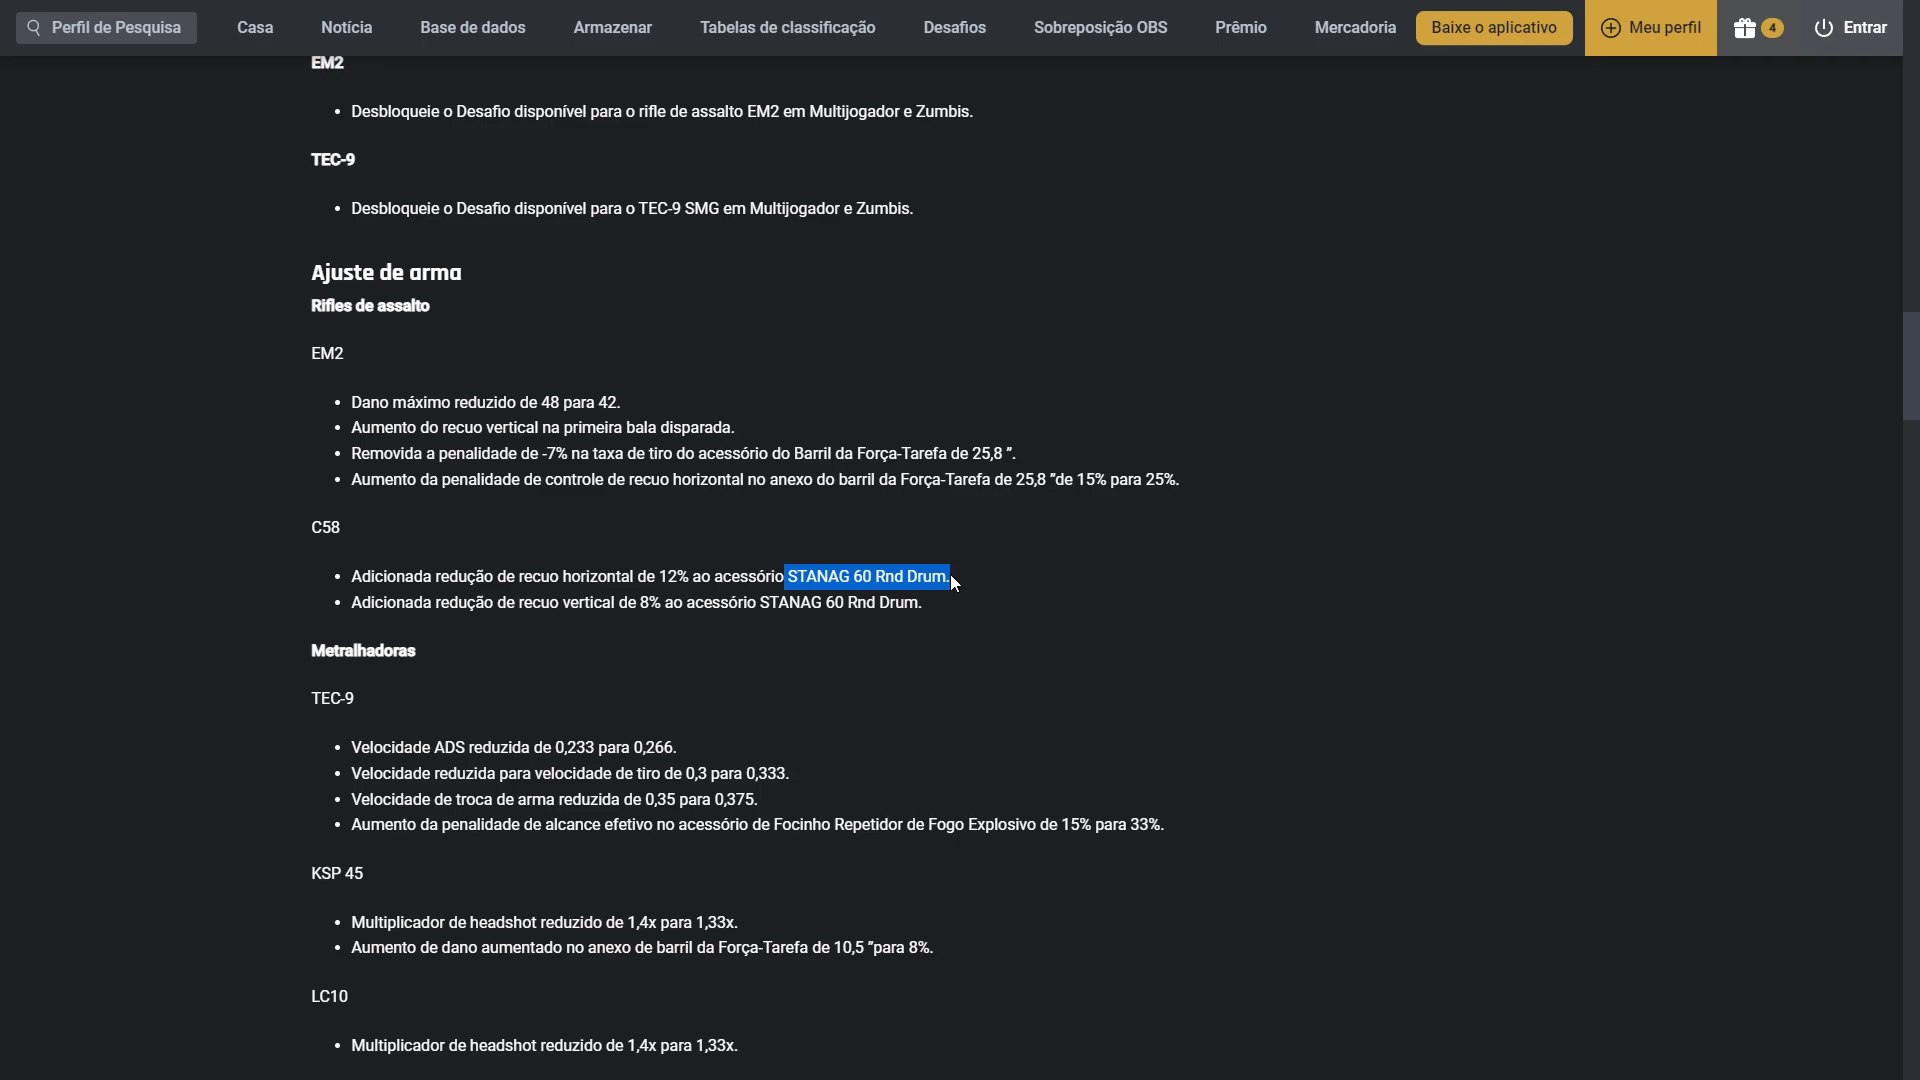 Perfil de Pesquisa Casa Notícia Base de dados Armazenar Tabelas de classificação Desafios Sobreposição OBS Prêmio Mercadoria Baixe o aplicativo Meu perfil 4 Entrar
EM2
• Desbloqueie o Desafio disponível para o rifle de assalto EM2 em Multijogador e Zumbis.
TEC-9
• Desbloqueie o Desafio disponível para o TEC-9 SMG em Multijogador e Zumbis.
Ajuste de arma
Rifles de assalto
EM2
• Dano máximo reduzido de 48 para 42.
• Aumento do recuo vertical na primeira bala disparada.
• Removida a penalidade de -7% na taxa de tiro do acessório do Barril da Força-Tarefa de 25,8 ”.
• Aumento da penalidade de controle de recuo horizontal no anexo do barril da Força-Tarefa de 25,8 ”de 15% para 25%.
C58
• Adicionada redução de recuo horizontal de 12% ao acessório STANAG 60 Rnd Drum.
• Adicionada redução de recuo vertical de 8% ao acessório STANAG 60 Rnd Drum.
Metralhadoras
TEC-9
• Velocidade ADS reduzida de 0,233 para 0,266.
• Velocidade reduzida para velocidade de tiro de 0,3 para 0,333.
• Velocidade de troca de arma reduzida de 0,35 para 0,375.
• Aumento da penalidade de alcance efetivo no acessório de Focinho Repetidor de Fogo Explosivo de 15% para 33%.
KSP 45
• Multiplicador de headshot reduzido de 1,4x para 1,33x.
• Aumento de dano aumentado no anexo de barril da Força-Tarefa de 10,5 ”para 8%.
LC10
• Multiplicador de headshot reduzido de 1,4x para 1,33x.